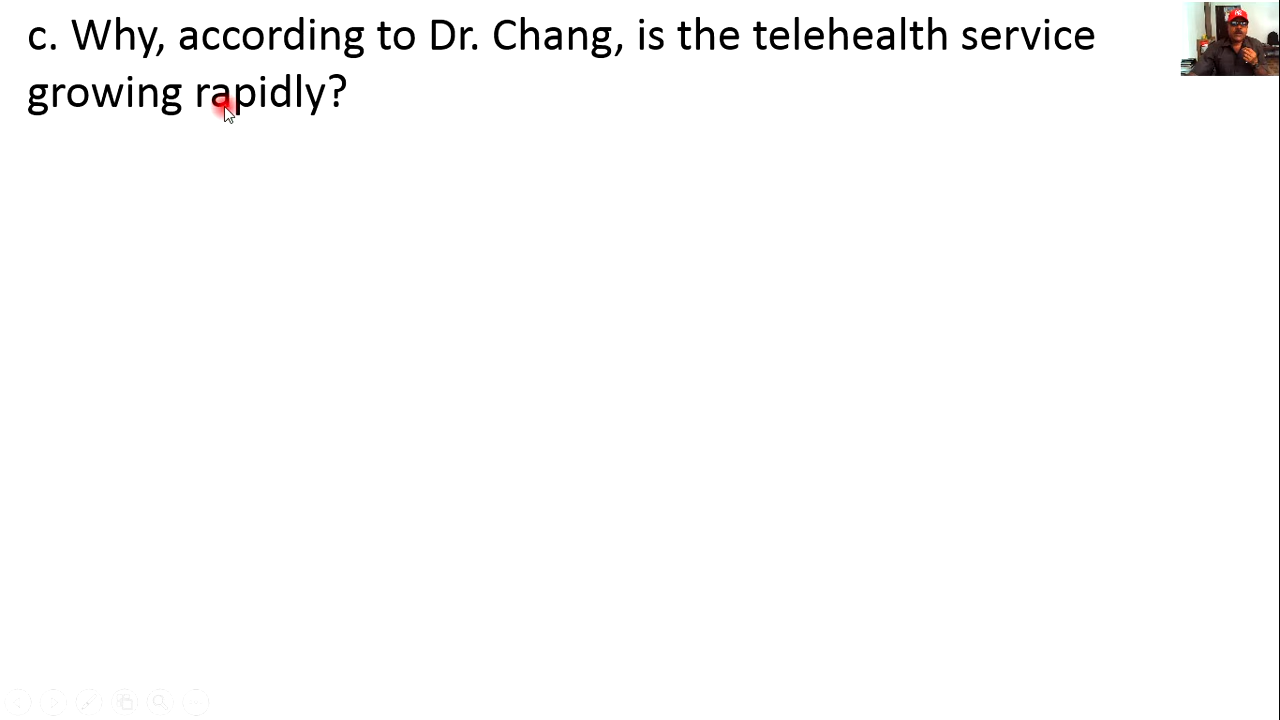 c. Why, according to Dr. Chang, is the telehealth service
growing rapidly?